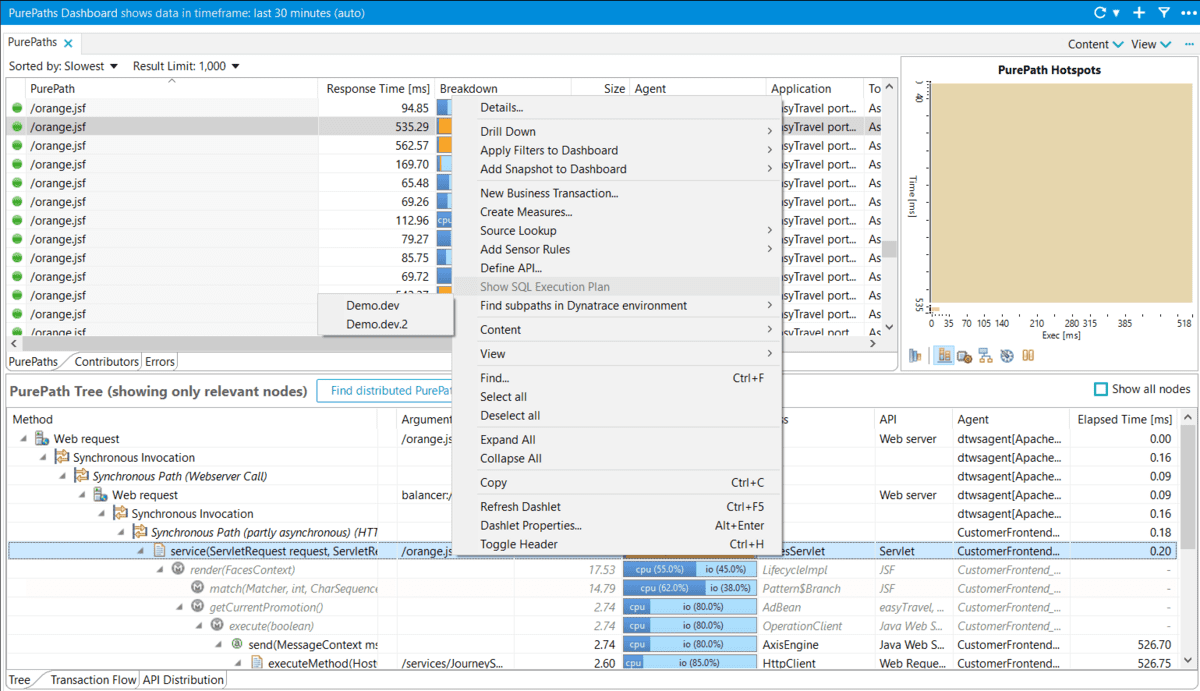 PurePaths Dashboard shows data in timeframe: last 30 minutes (auto)
PurePaths
Content View
Sorted by: Slowest Result Limit: 1,000
PurePath Response Time [ms] Breakdown Size Agent Application To
/orange.jsf 94.85 asyTravel port... As
/orange.jsf 535.29 asyTravel port... As
/orange.jsf 562.57 asyTravel port... As
/orange.jsf 169.70 asyTravel port... As
/orange.jsf 65.48 asyTravel port... As
/orange.jsf 69.26 asyTravel port... As
/orange.jsf 112.96 cpu asyTravel port... As
/orange.jsf 79.27 asyTravel port... As
/orange.jsf 85.75 asyTravel port... As
/orange.jsf 69.72 asyTravel port... As
/orange.jsf asyTravel port... As
/orange.jsf asyTravel port... As
/orange.jsf asyTravel port... As
Details...
Drill Down
Apply Filters to Dashboard
Add Snapshot to Dashboard
New Business Transaction...
Create Measures...
Source Lookup
Add Sensor Rules
Define API...
Show SQL Execution Plan
Find subpaths in Dynatrace environment
Demo.dev
Demo.dev.2
Content
View
Find... Ctrl+F
Select all
Deselect all
Expand All
Collapse All
Copy Ctrl+C
Refresh Dashlet Ctrl+F5
Dashlet Properties... Alt+Enter
Toggle Header Ctrl+H
PurePath Hotspots
0
40
Time [ms]
535
0 35 70 105 140 210 280 315 385 518
Exec [ms]
PurePaths Contributors Errors
PurePath Tree (showing only relevant nodes) Find distributed PurePat Show all nodes
Method Argument API Agent Elapsed Time [ms]
Web request /orange.js Web server dtwsagent[Apache... 0.00
Synchronous Invocation dtwsagent[Apache... 0.16
Synchronous Path (Webserver Call) dtwsagent[Apache... 0.09
Web request balancer:/ Web server dtwsagent[Apache... 0.09
Synchronous Invocation dtwsagent[Apache... 0.16
Synchronous Path (partly asynchronous) (HTT CustomerFrontend_... 0.18
service(ServletRequest request, ServletRe /orange.js esServlet Servlet CustomerFrontend_... 0.20
render(FacesContext) 17.53 cpu (55.0%) io (45.0%) LifecycleImpl JSF CustomerFrontend_... -
match(Matcher, int, CharSequence 14.79 cpu (62.0%) io (38.0%) Pattern$Branch JSF CustomerFrontend_... -
getCurrentPromotion() 2.74 cpu io (80.0%) AdBean easyTravel, ... CustomerFrontend_... -
execute(boolean) 2.74 cpu io (80.0%) OperationClient Java Web S... CustomerFrontend_... -
send(MessageContext ms 2.74 cpu io (80.0%) AxisEngine Java Web S... CustomerFrontend_... 526.70
executeMethod(Host /services/JourneyS... 2.60 cpu io (85.0%) HttpClient Web Reque... CustomerFrontend_... 526.75
Tree Transaction Flow API Distribution